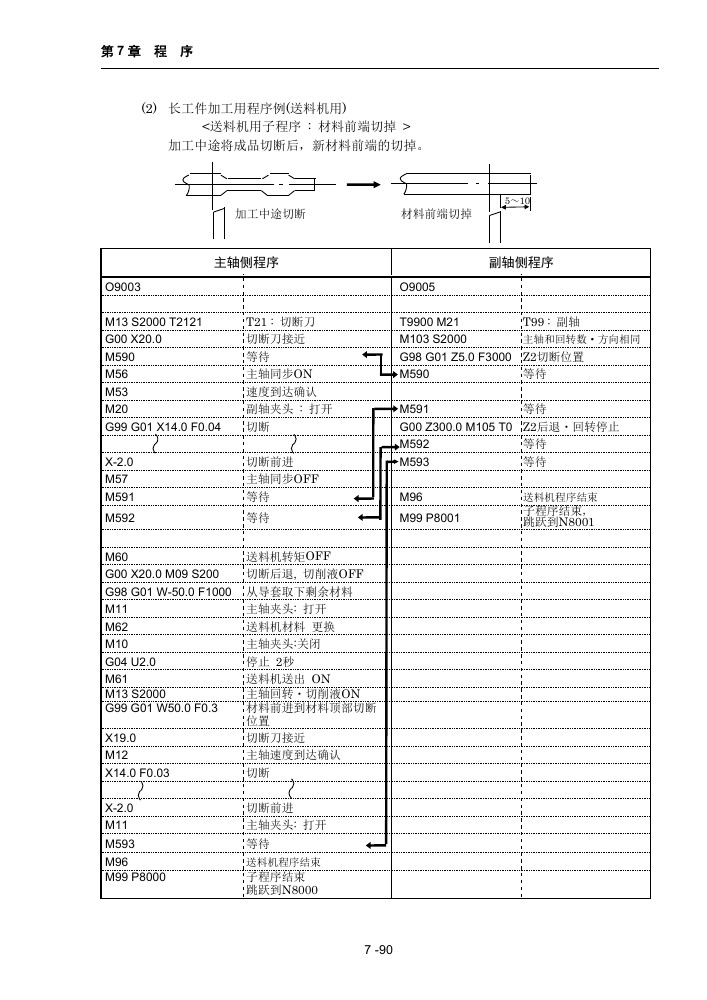 第 7 章　程　序
(2)　长工件加工用程序例(送料机用)
<送料机用子程序 ：材料前端切掉 >
加工中途将成品切断后，新材料前端的切掉。
5～10
加工中途切断　材料前端切掉
主轴侧程序　副轴侧程序
O9003　O9005
M13 S2000 T2121　T21：切断刀　T9900 M21　T99：副轴
G00 X20.0　切断刀接近　M103 S2000　主轴和回转数・方向相同
M590　等待　G98 G01 Z5.0 F3000　Z2切断位置
M56　主轴同步ON　M590　等待
M53　速度到达确认
M20　副轴夹头 ：打开　M591　等待
G99 G01 X14.0 F0.04　切断　G00 Z300.0 M105 T0　Z2后退・回转停止
M592　等待
X-2.0　切断前进　M593　等待
M57　主轴同步OFF
M591　等待　M96　送料机程序结束
M592　等待　M99 P8001　子程序结束，
跳跃到N8001
M60　送料机转矩OFF
G00 X20.0 M09 S200　切断后退, 切削液OFF
G98 G01 W-50.0 F1000　从导套取下剩余材料
M11　主轴夹头: 打开
M62　送料机材料 更换
M10　主轴夹头:关闭
G04 U2.0　停止 2秒
M61　送料机送出 ON
M13 S2000　主轴回转・切削液ON
G99 G01 W50.0 F0.3　材料前进到材料顶部切断
位置
X19.0　切断刀接近
M12　主轴速度到达确认
X14.0 F0.03　切断
X-2.0　切断前进
M11　主轴夹头: 打开
M593　等待
M96　送料机程序结束
M99 P8000　子程序结束
跳跃到N8000
7 -90